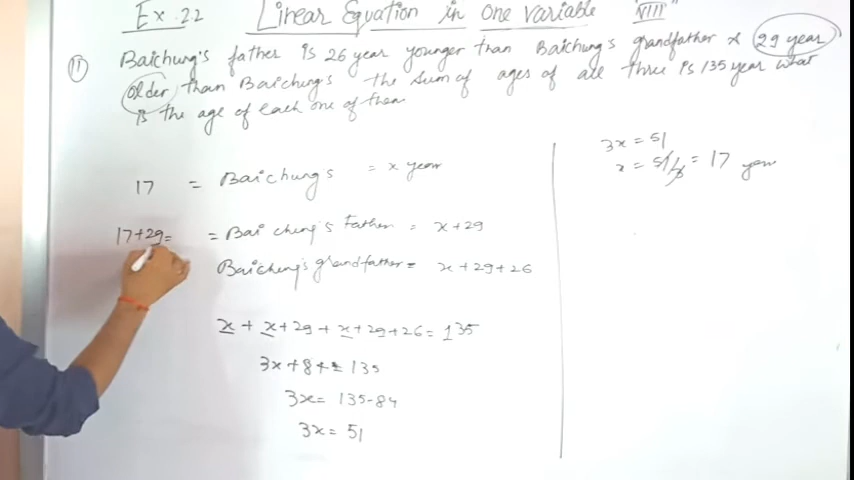 Ex 2.2 Linear Equation in one variable "VIII"
(11) Baichung's father is 26 year younger than Baichung's grandfather & 29 year
older than Baichung's the sum of ages of all three is 135 year what
is the age of each one of them
17 = Baichung's = x year
17+29= = Baichung's Father = x+29
Baichung's grandfather = x+29+26
x + x+29 + x+29+26 = 135
3x+84 = 135
3x = 135-84
3x = 51
3x = 51
x = 51/3 = 17 year